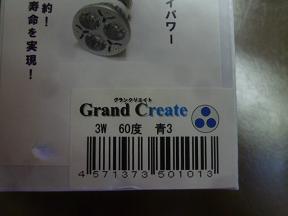 イパワー
約!
寿命を実現!
グランクリエイト
Grand Create
3W 60度 青3
4571373501013